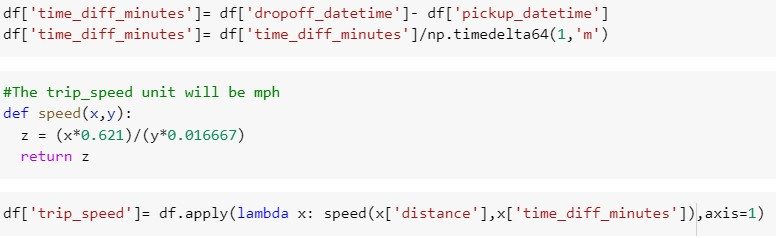 df['time_diff_minutes']= df['dropoff_datetime']- df['pickup_datetime']
df['time_diff_minutes']= df['time_diff_minutes']/np.timedelta64(1,'m')
#The trip_speed unit will be mph
def speed(x,y):
  z = (x*0.621)/(y*0.016667)
  return z
df['trip_speed']= df.apply(lambda x: speed(x['distance'],x['time_diff_minutes']),axis=1)